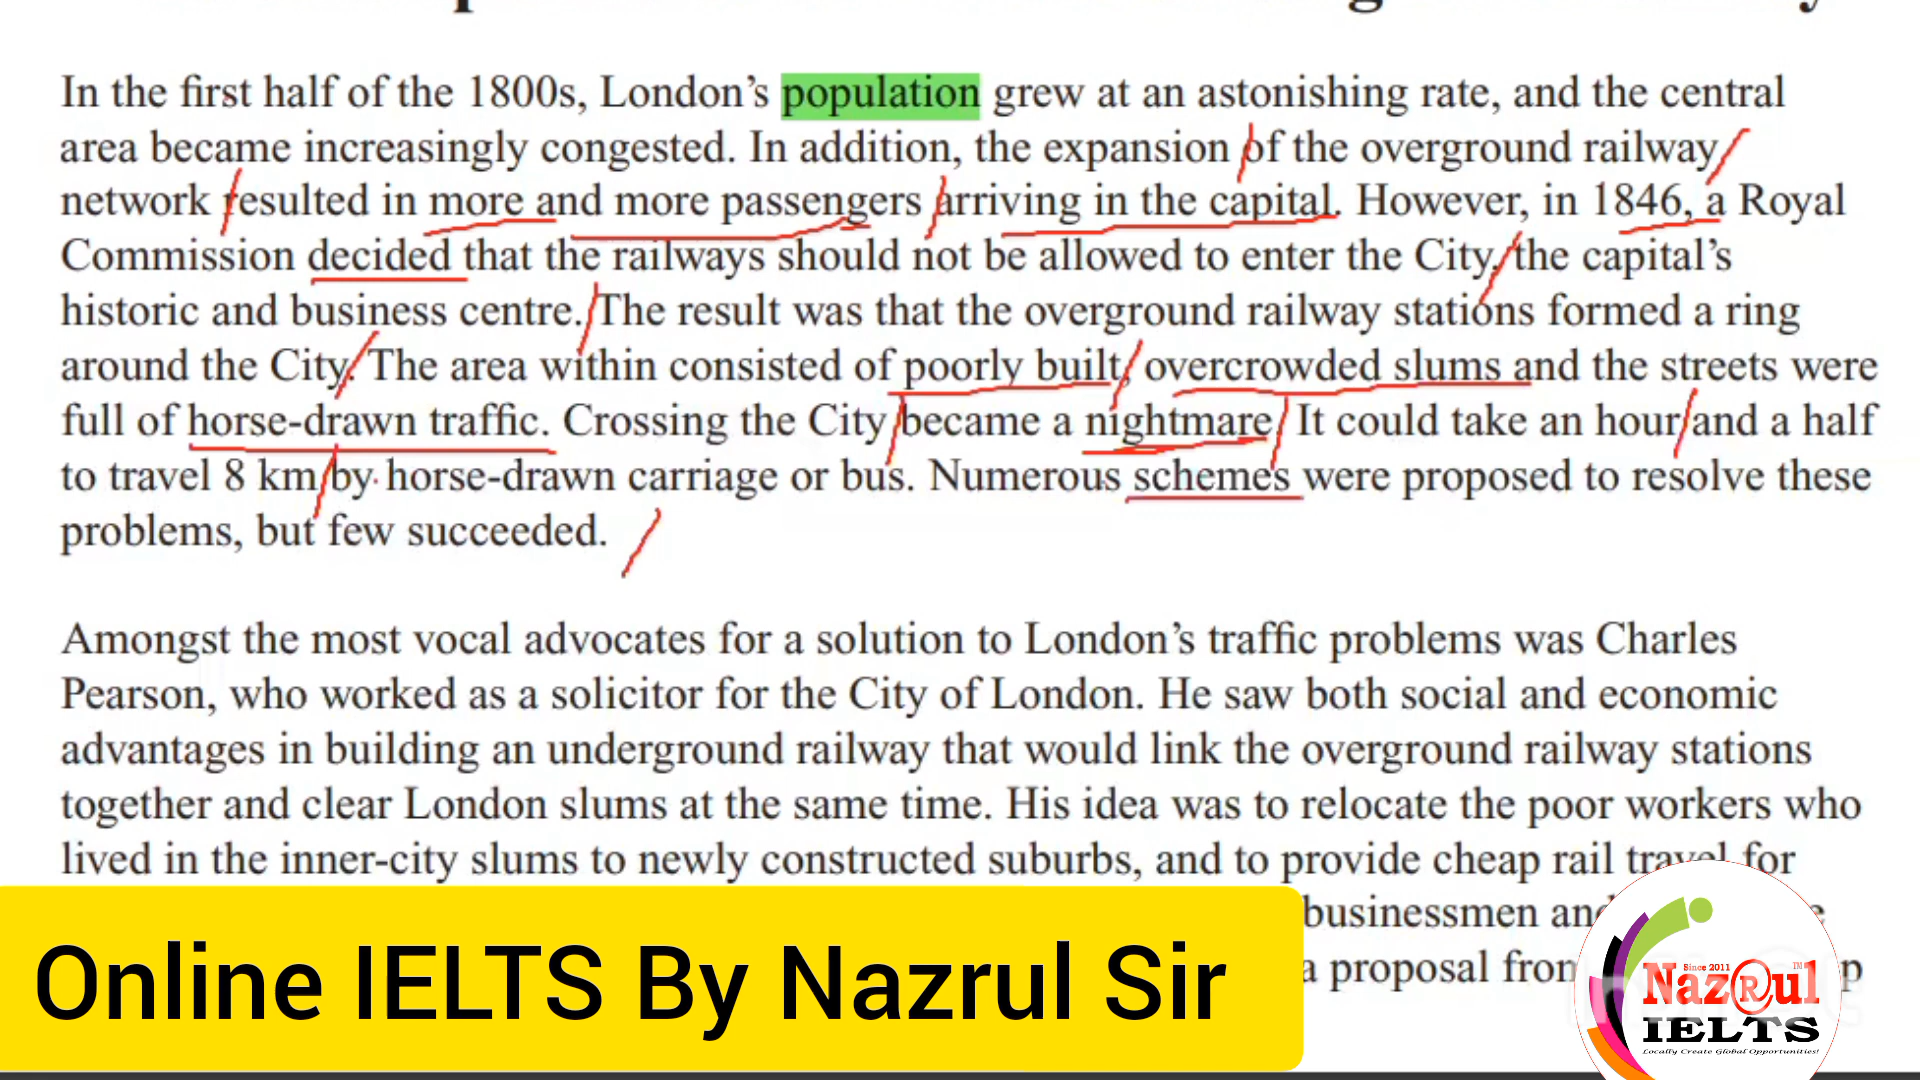 In the first half of the 1800s, London’s population grew at an astonishing rate, and the central
area became increasingly congested. In addition, the expansion of the overground railway
network resulted in more and more passengers arriving in the capital. However, in 1846, a Royal
Commission decided that the railways should not be allowed to enter the City, the capital’s
historic and business centre. The result was that the overground railway stations formed a ring
around the City. The area within consisted of poorly built, overcrowded slums and the streets were
full of horse-drawn traffic. Crossing the City became a nightmare. It could take an hour and a half
to travel 8 km by horse-drawn carriage or bus. Numerous schemes were proposed to resolve these
problems, but few succeeded.
Amongst the most vocal advocates for a solution to London’s traffic problems was Charles
Pearson, who worked as a solicitor for the City of London. He saw both social and economic
advantages in building an underground railway that would link the overground railway stations
together and clear London slums at the same time. His idea was to relocate the poor workers who
lived in the inner-city slums to newly constructed suburbs, and to provide cheap rail travel for
businessmen and
a proposal from
Online IELTS By Nazrul Sir
Since 2011
NazRul TM
IELTS
Locally Create Global Opportunities!